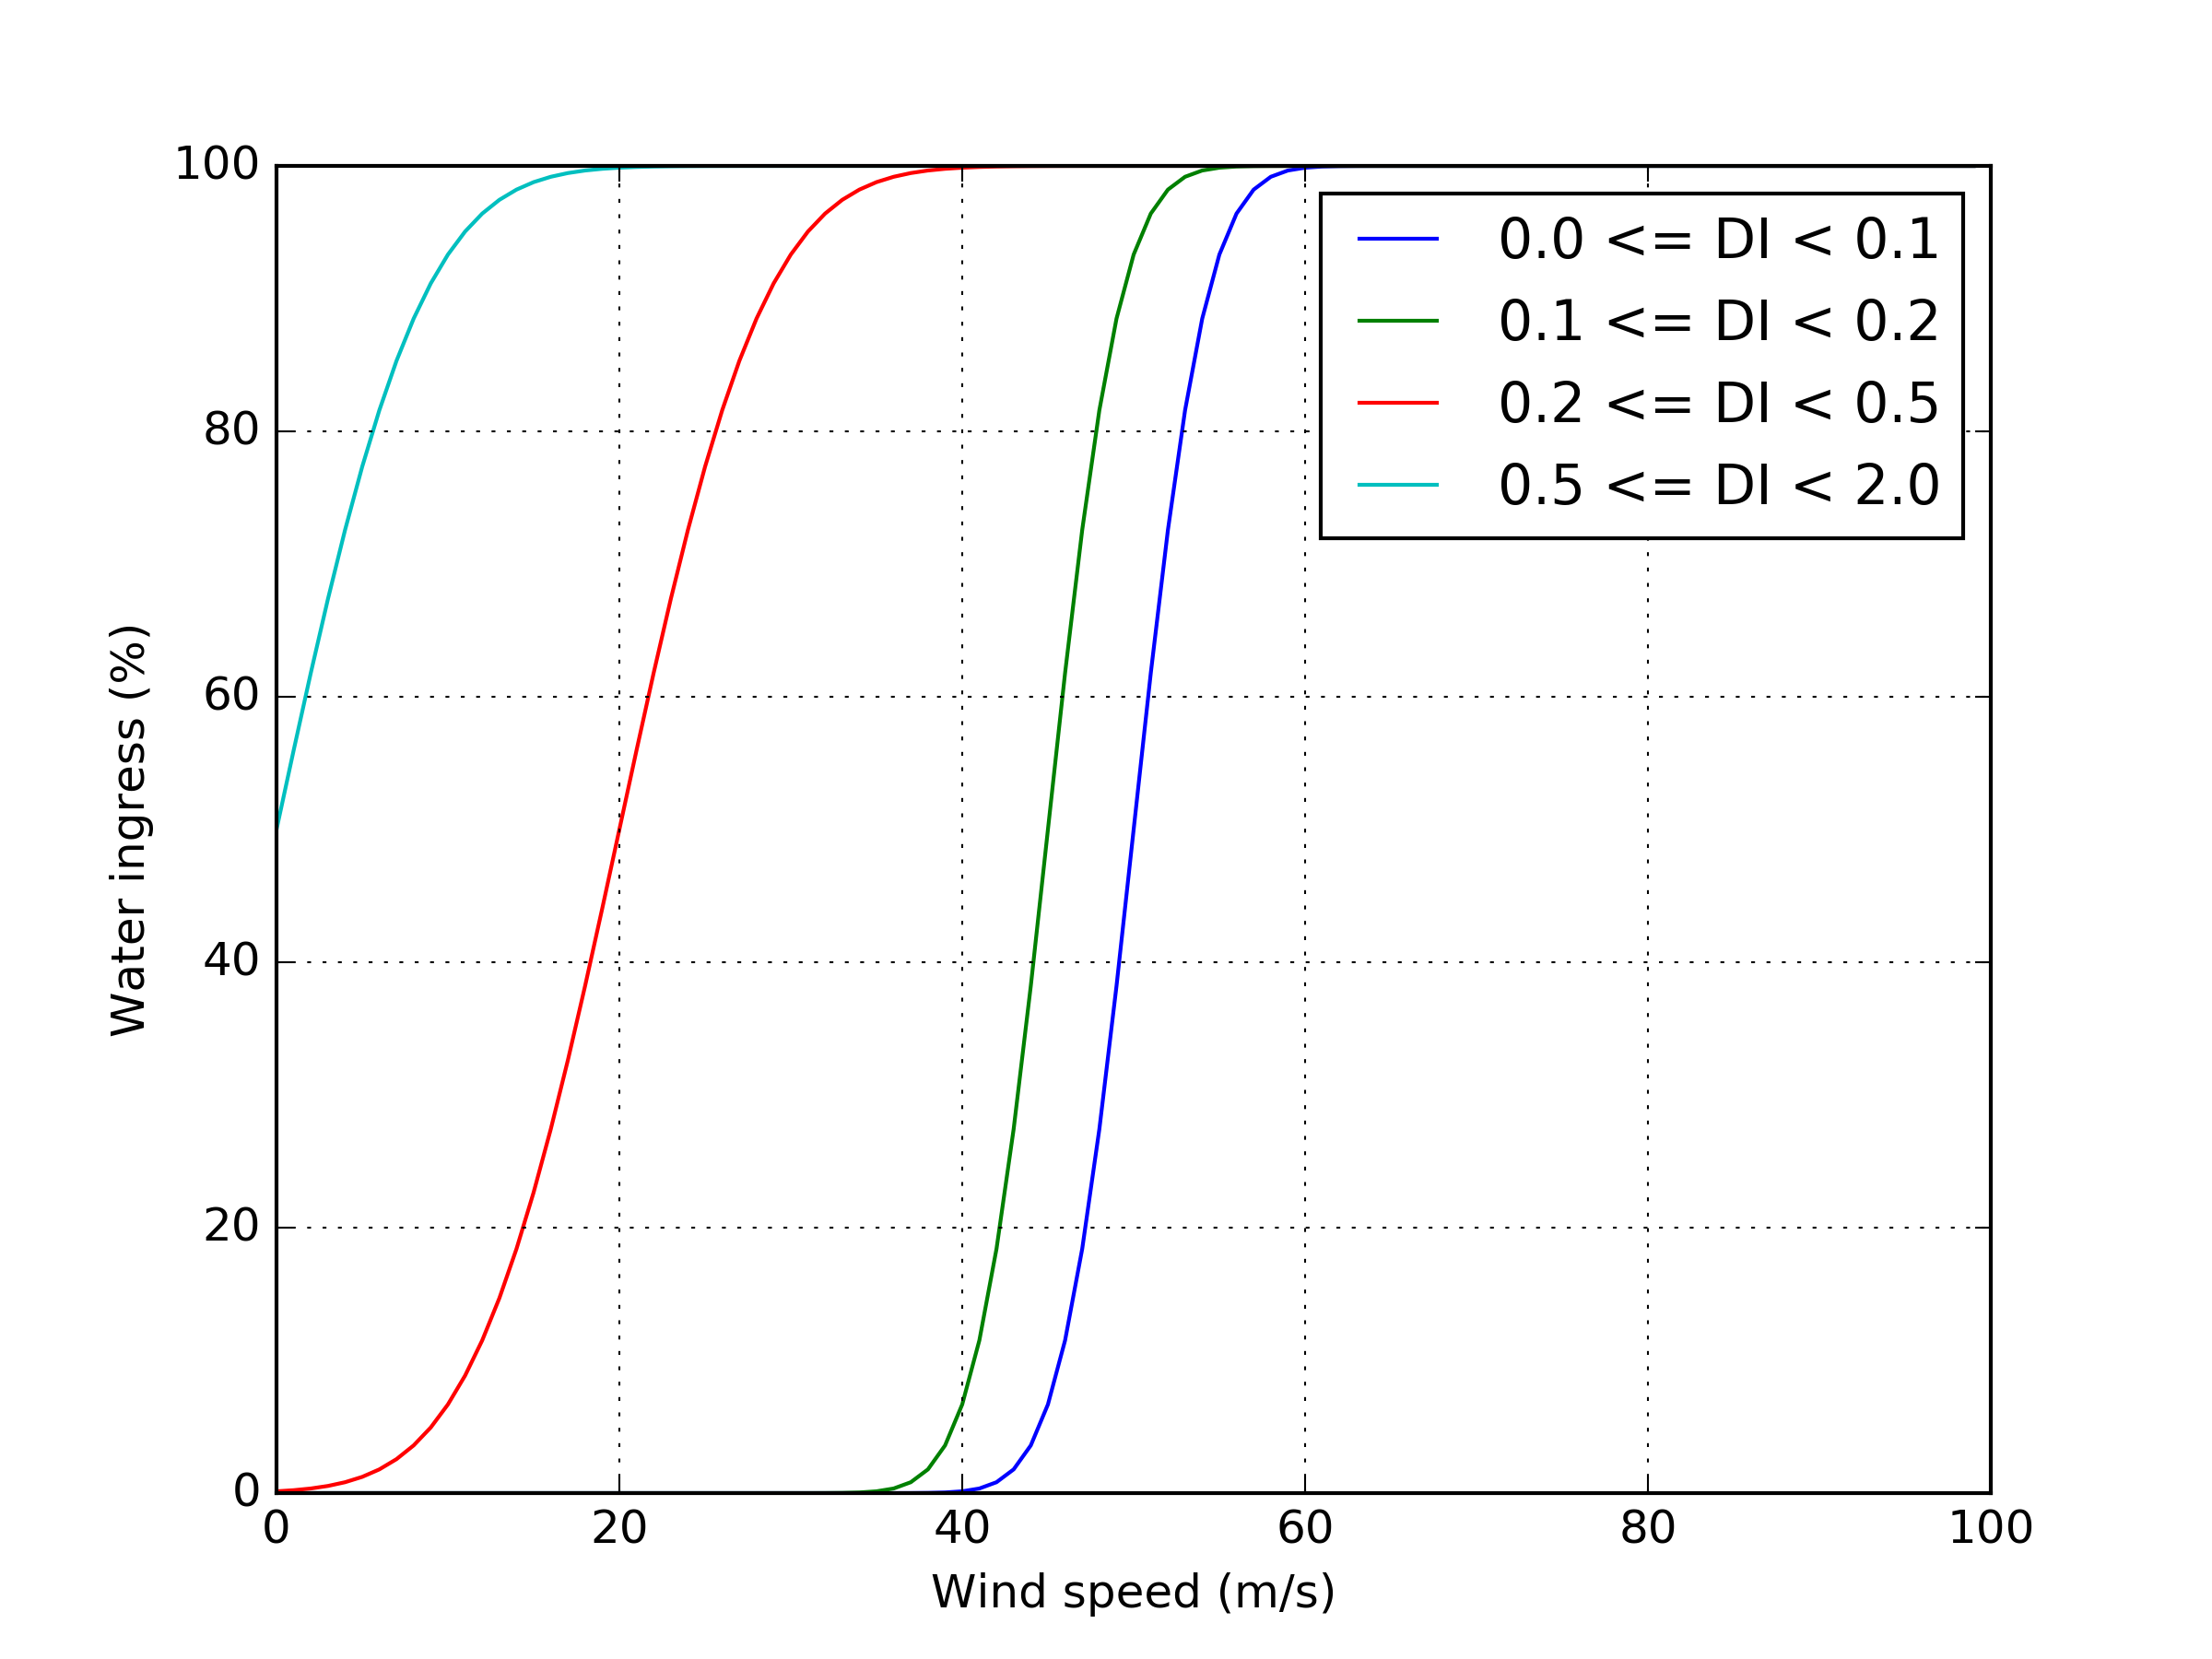 100
80
60
40
20
0
Water ingress (%)
0.0 <= DI < 0.1
0.1 <= DI < 0.2
0.2 <= DI < 0.5
0.5 <= DI < 2.0
0 20 40 60 80 100
Wind speed (m/s)